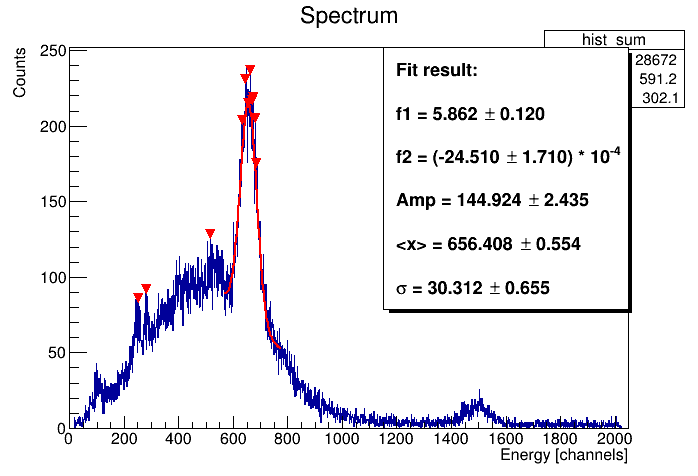 Spectrum
hist_sum
28672
591.2
302.1
Fit result:
f1 = 5.862 ± 0.120
f2 = (-24.510 ± 1.710) * 10⁻⁴
Amp = 144.924 ± 2.435
<x> = 656.408 ± 0.554
σ = 30.312 ± 0.655
Counts
250
200
150
100
50
0
0 200 400 600 800 1000 1200 1400 1600 1800 2000
Energy [channels]